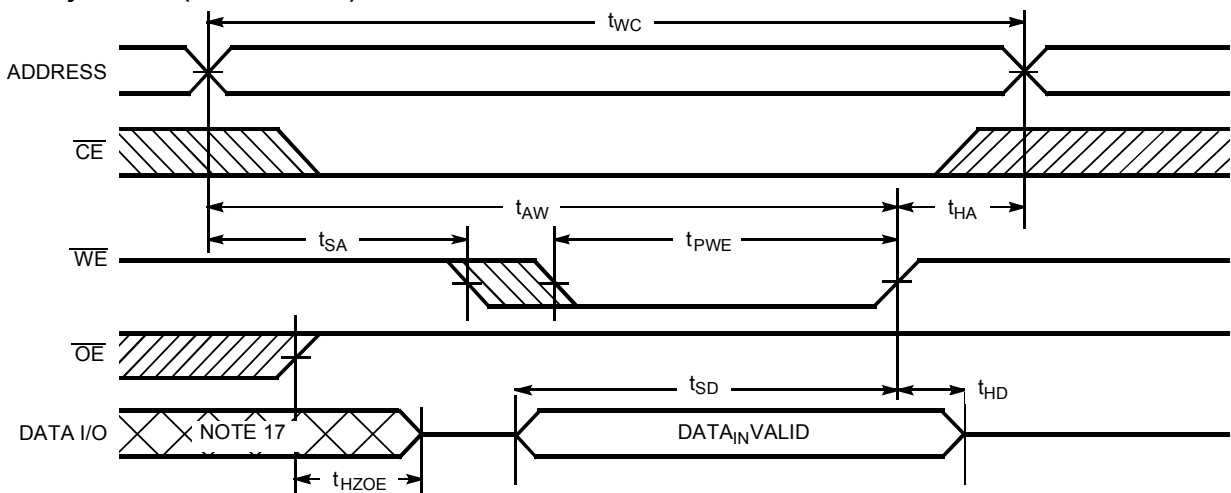 tWC
ADDRESS
CE
tAW
tHA
tSA
tPWE
WE
OE
tSD
tHD
DATA I/O
NOTE 17
DATAINVALID
tHZOE